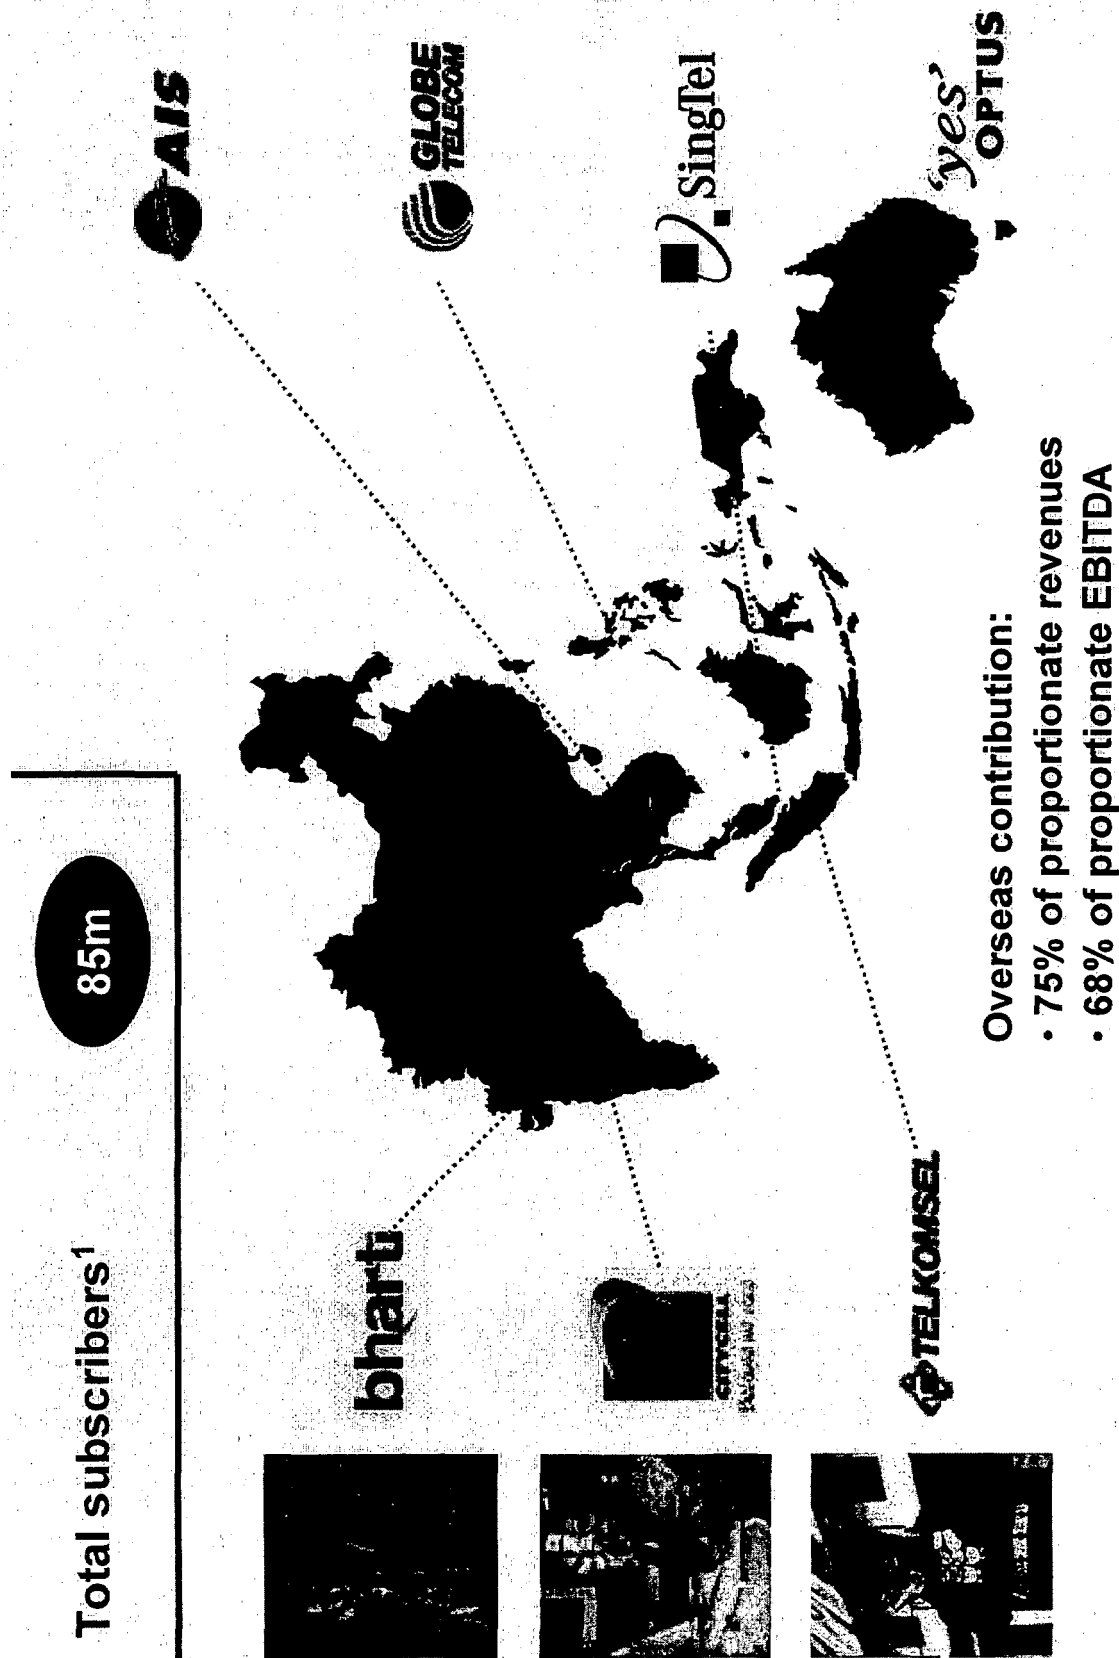 Total subscribers¹
85m
bharti
AIS
GLOBE
TELECOM
CITYCELL
SingTel
TELKOMSEL
'yes'
OPTUS
Overseas contribution:
• 75% of proportionate revenues
• 68% of proportionate EBITDA